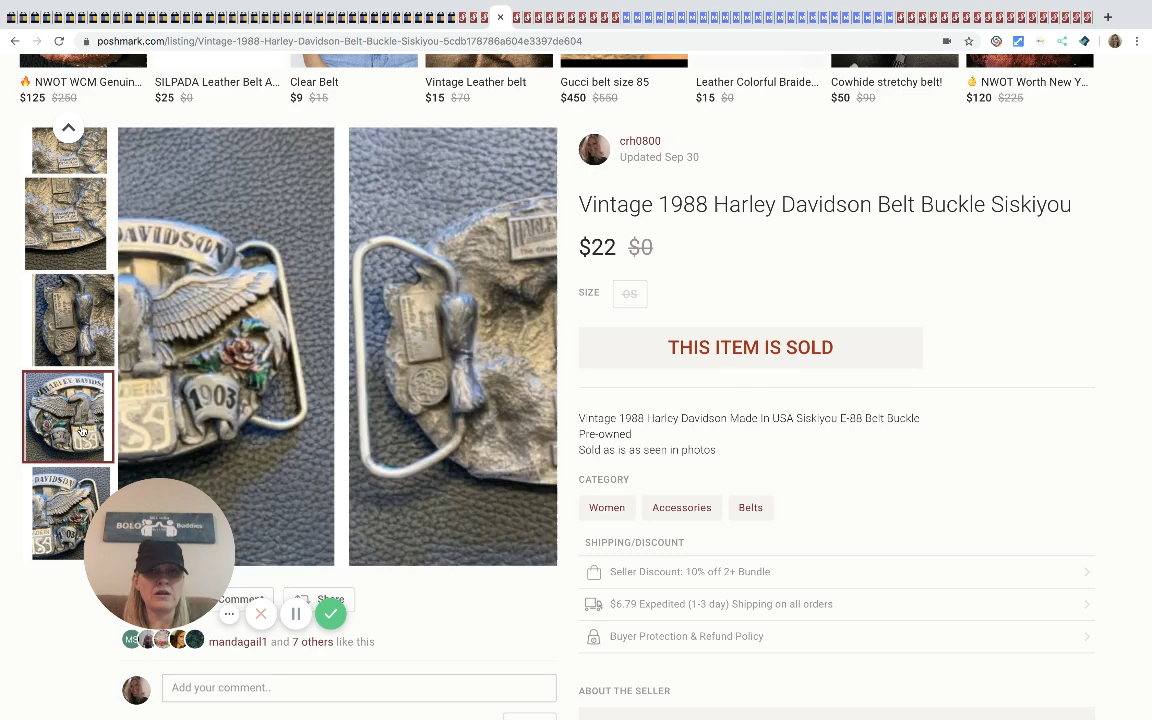 poshmark.com/listing/Vintage-1988-Harley-Davidson-Belt-Buckle-Siskiyou-5cdb178786a604e3397de604
🔥 NWOT WCM Genuin...
$125 $250
SILPADA Leather Belt A...
$25 $0
Clear Belt
$9 $15
Vintage Leather belt
$15 $70
Gucci belt size 85
$450 $550
Leather Colorful Braide...
$15 $0
Cowhide stretchy belt!
$50 $90
👌 NWOT Worth New Y...
$120 $225
DAVIDSON
1903
HARLEY
crh0800
Updated Sep 30
Vintage 1988 Harley Davidson Belt Buckle Siskiyou
$22 $0
SIZE
OS
THIS ITEM IS SOLD
Vintage 1988 Harley Davidson Made In USA Siskiyou E-88 Belt Buckle
Pre-owned
Sold as is as seen in photos
CATEGORY
Women
Accessories
Belts
SHIPPING/DISCOUNT
Seller Discount: 10% off 2+ Bundle
$6.79 Expedited (1-3 day) Shipping on all orders
Buyer Protection & Refund Policy
ABOUT THE SELLER
BOLO Buddies
Comment
Share
MS
mandagail1 and 7 others like this
Add your comment..